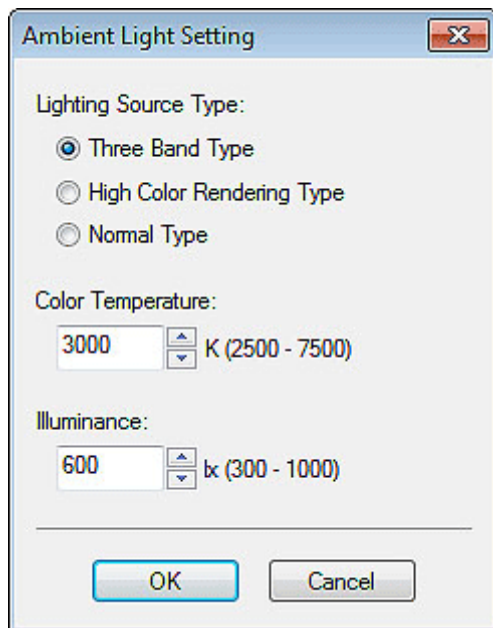 Ambient Light Setting
Lighting Source Type:
Three Band Type
High Color Rendering Type
Normal Type
Color Temperature:
3000 K (2500 - 7500)
Illuminance:
600 lx (300 - 1000)
OK Cancel